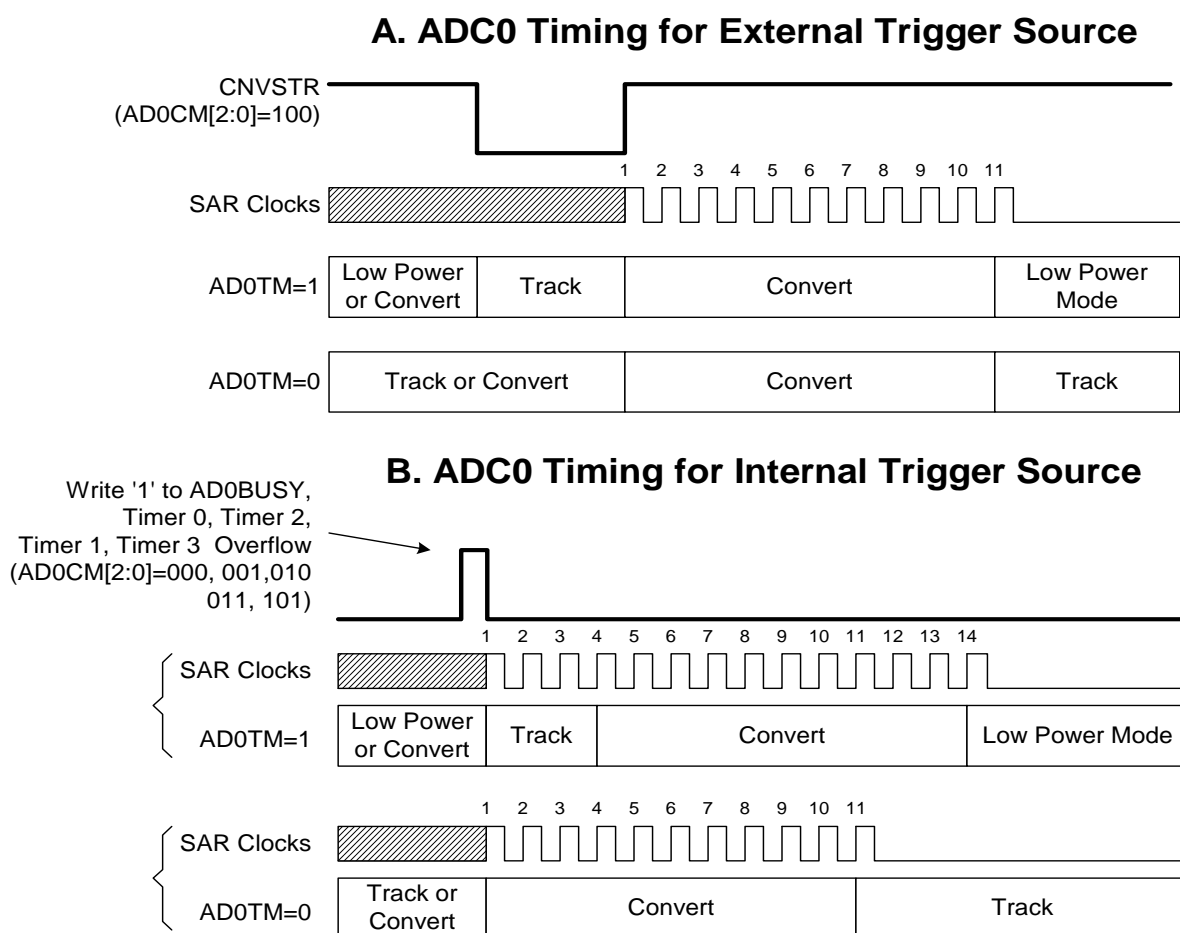 A. ADC0 Timing for External Trigger Source
CNVSTR
(AD0CM[2:0]=100)
1 2 3 4 5 6 7 8 9 10 11
SAR Clocks
AD0TM=1
Low Power
or Convert
Track
Convert
Low Power
Mode
AD0TM=0
Track or Convert
Convert
Track
B. ADC0 Timing for Internal Trigger Source
Write '1' to AD0BUSY,
Timer 0, Timer 2,
Timer 1, Timer 3 Overflow
(AD0CM[2:0]=000, 001,010
011, 101)
1 2 3 4 5 6 7 8 9 10 11 12 13 14
SAR Clocks
AD0TM=1
Low Power
or Convert
Track
Convert
Low Power Mode
1 2 3 4 5 6 7 8 9 10 11
SAR Clocks
AD0TM=0
Track or
Convert
Convert
Track